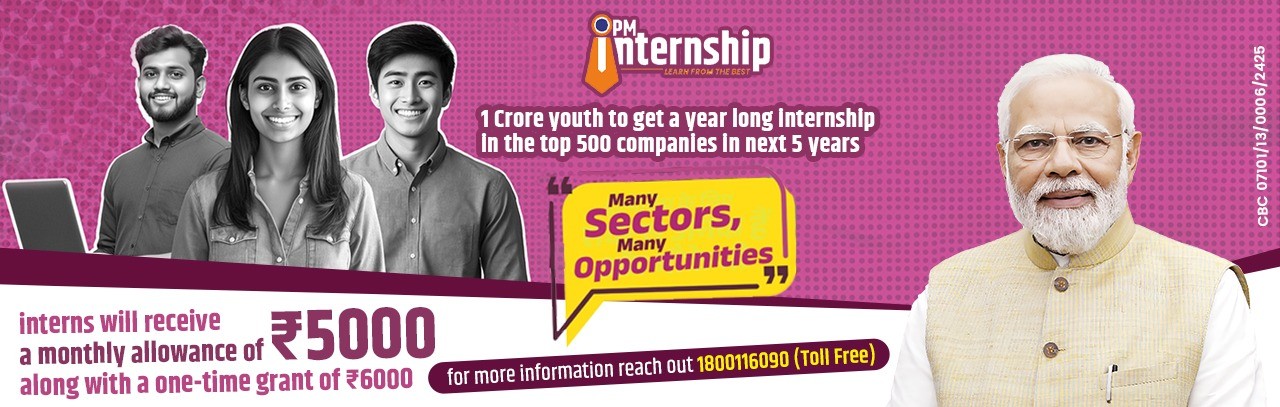 PM
internship
LEARN FROM THE BEST
1 Crore youth to get a year long internship
in the top 500 companies in next 5 years
Many
Sectors,
Many
Opportunities
interns will receive
a monthly allowance of ₹5000
along with a one-time grant of ₹6000
for more information reach out 1800116090 (Toll Free)
CBC 07101/13/0006/2425